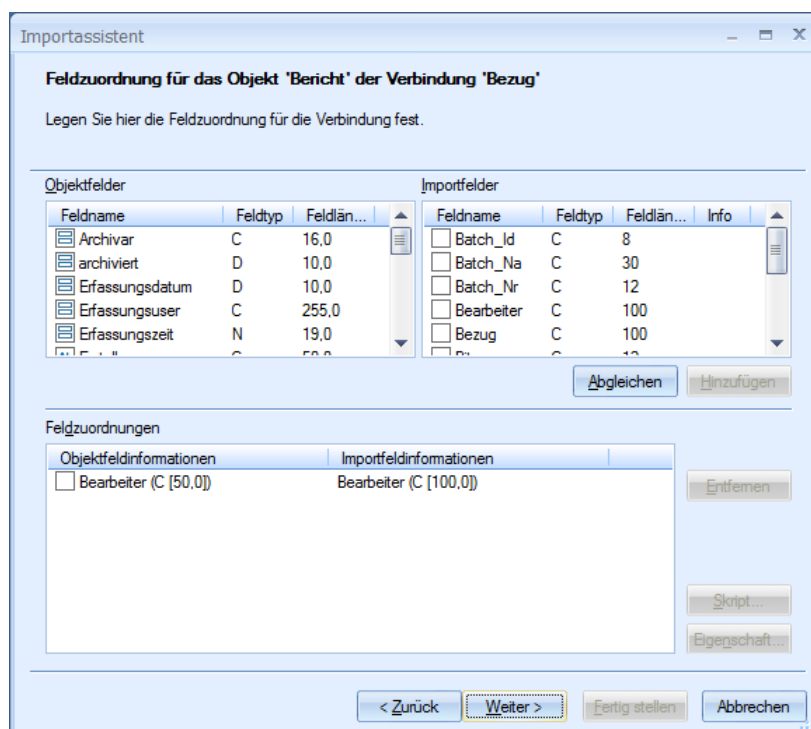 Importassistent
Feldzuordnung für das Objekt 'Bericht' der Verbindung 'Bezug'
Legen Sie hier die Feldzuordnung für die Verbindung fest.
Objektfelder Importfelder
Feldname Feldtyp Feldlän... Feldname Feldtyp Feldlän... Info
Archivar C 16,0 Batch_Id C 8
archiviert D 10,0 Batch_Na C 30
Erfassungsdatum D 10,0 Batch_Nr C 12
Erfassungsuser C 255,0 Bearbeiter C 100
Erfassungszeit N 19,0 Bezug C 100
Abgleichen Hinzufügen
Feldzuordnungen
Objektfeldinformationen Importfeldinformationen
Bearbeiter (C [50,0]) Bearbeiter (C [100,0])
Entfernen
Skript...
Eigenschaft...
< Zurück Weiter > Fertig stellen Abbrechen